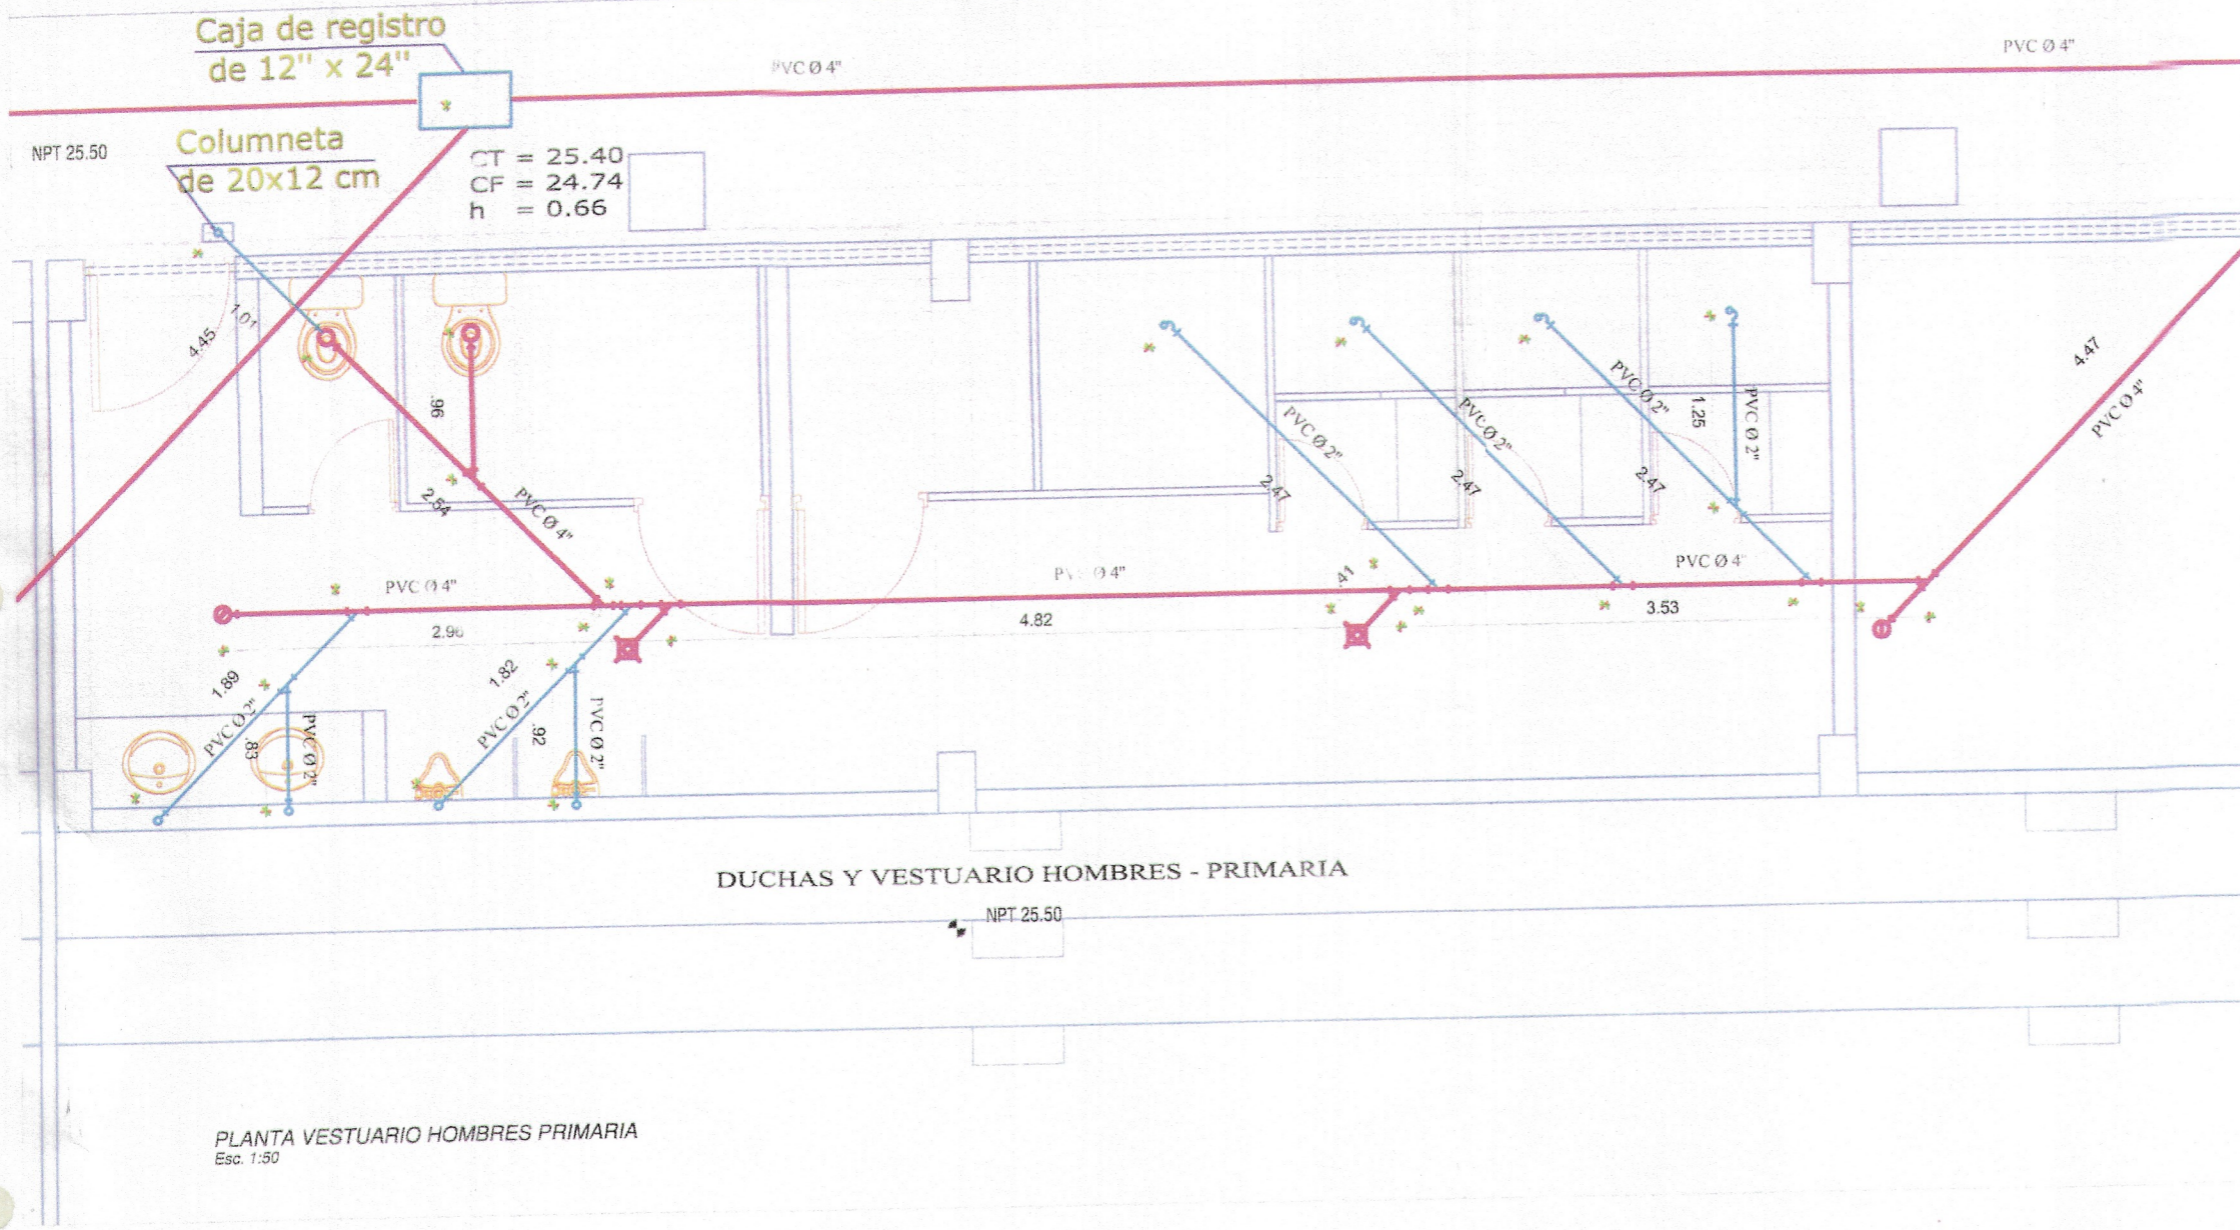 Caja de registro
de 12" x 24"
PVC Ø 4"
PVC Ø 4"
NPT 25.50
Columneta
de 20x12 cm
CT = 25.40
CF = 24.74
h = 0.66
1.01
4.45
.96
2.54
PVC Ø 4"
PVC Ø 2"
2.47
PVC Ø 2"
2.47
PVC Ø 2"
2.47
1.25
PVC Ø 2"
4.47
PVC Ø 4"
PVC Ø 4"
2.96
PVC Ø 4"
4.82
.41
PVC Ø 4"
3.53
1.89
PVC Ø 2"
.83
PVC Ø 2"
1.82
PVC Ø 2"
.92
PVC Ø 2"
DUCHAS Y VESTUARIO HOMBRES - PRIMARIA
NPT 25.50
PLANTA VESTUARIO HOMBRES PRIMARIA
Esc. 1:50